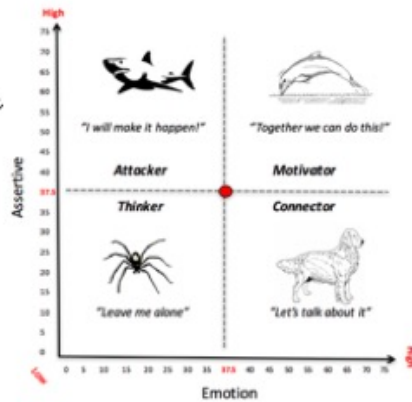 High
75
70
65
60
55
50
45
40
37.5
35
30
25
20
15
10
5
0
Assertive
"I will make it happen!"
"Together we can do this!"
Attacker
Motivator
Thinker
Connector
"Leave me alone"
"Let's talk about it"
Low
0 5 10 15 20 25 30 35 37.5 40 45 50 55 60 65 70 75
High
Emotion